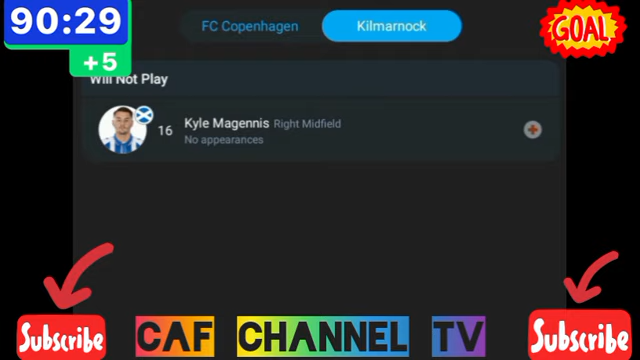 90:29
+5
FC Copenhagen
Kilmarnock
GOAL
Will Not Play
16
Kyle Magennis Right Midfield
No appearances
Subscribe
CAF CHANNEL TV
Subscribe